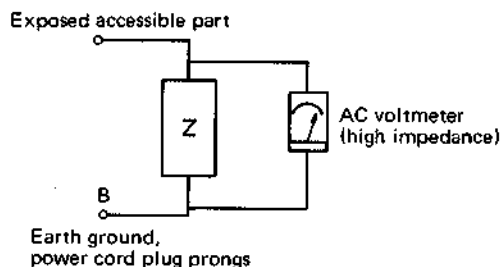 Exposed accessible part
Z
AC voltmeter
(high impedance)
B
Earth ground,
power cord plug prongs